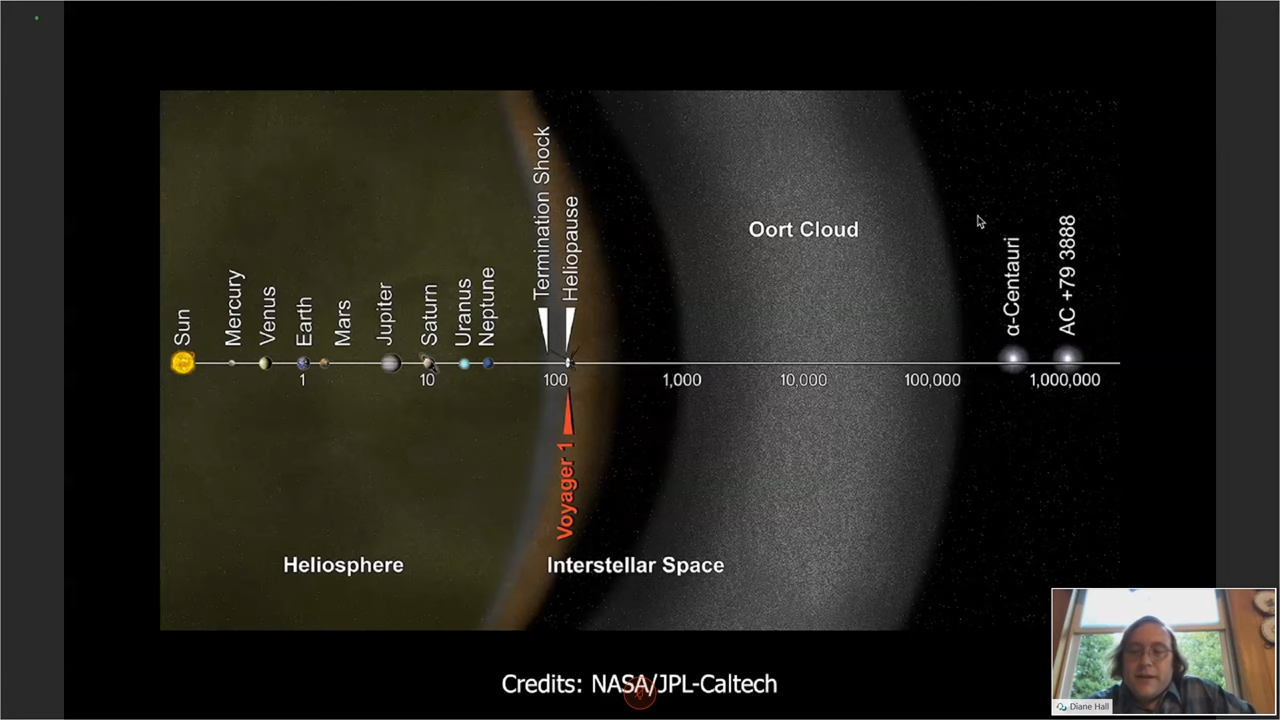 Sun
Mercury
Venus
Earth
Mars
Jupiter
Saturn
Uranus
Neptune
Termination Shock
Heliopause
Oort Cloud
α-Centauri
AC +79 3888
1
10
100
1,000
10,000
100,000
1,000,000
Voyager 1
Heliosphere
Interstellar Space
Credits: NASA/JPL-Caltech
Diane Hall